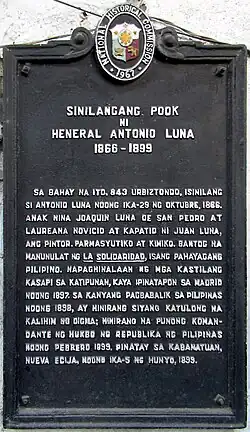 NATIONAL HISTORICAL COMMISSION
1967
SINILANGANG POOK
NI
HENERAL ANTONIO LUNA
1866-1899
SA BAHAY NA ITO, 843 URBIZTONDO, ISINILANG
SI ANTONIO LUNA NOONG IKA-29 NG OKTUBRE, 1866.
ANAK NINA JOAQUIN LUNA DE SAN PEDRO AT
LAUREANA NOVICIO AT KAPATID NI JUAN LUNA,
ANG PINTOR. PARMASYUTIKO AT KIMIKO. BANTOG NA
MANUNULAT NG LA SOLIDARIDAD, ISANG PAHAYAGANG
PILIPINO. NAPAGHINALAAN NG MGA KASTILANG
KASAPI SA KATIPUNAN, KAYA IPINATAPON SA MADRID
NOONG 1897. SA KANYANG PAGBABALIK SA PILIPINAS
NOONG 1898, AY HINIRANG SIYANG KATULONG NA
KALIHIM NG DIGMA; HINIRANG NA PUNONG KOMAN-
DANTE NG HUKBO NG REPUBLIKA NG PILIPINAS
NOONG PEBRERO 1899. PINATAY SA KABANATUAN,
NUEVA ECIJA, NOONG IKA-5 NG HUNYO, 1899.